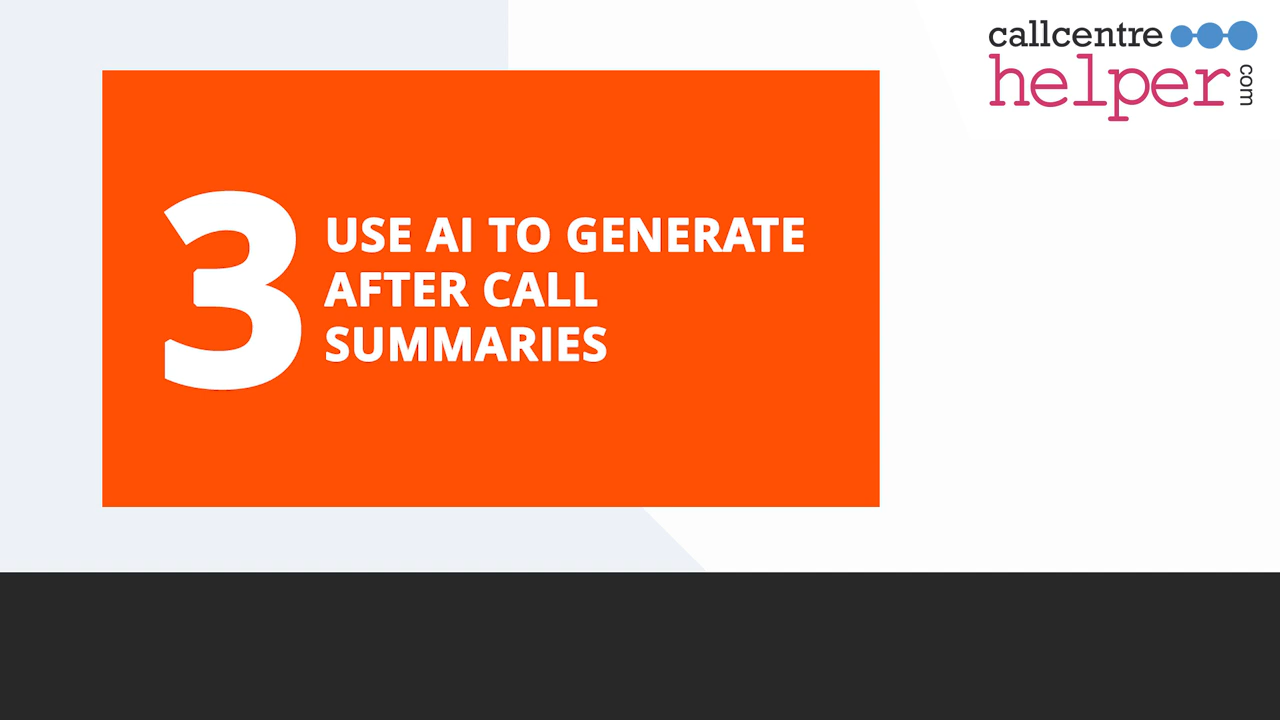 callcentre
helper
com
3
USE AI TO GENERATE
AFTER CALL
SUMMARIES